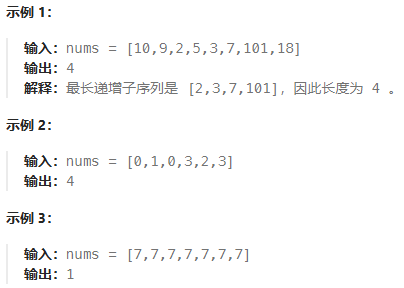 示例 1：
输入：nums = [10,9,2,5,3,7,101,18]
输出：4
解释：最长递增子序列是 [2,3,7,101]，因此长度为 4 。
示例 2：
输入：nums = [0,1,0,3,2,3]
输出：4
示例 3：
输入：nums = [7,7,7,7,7,7,7]
输出：1